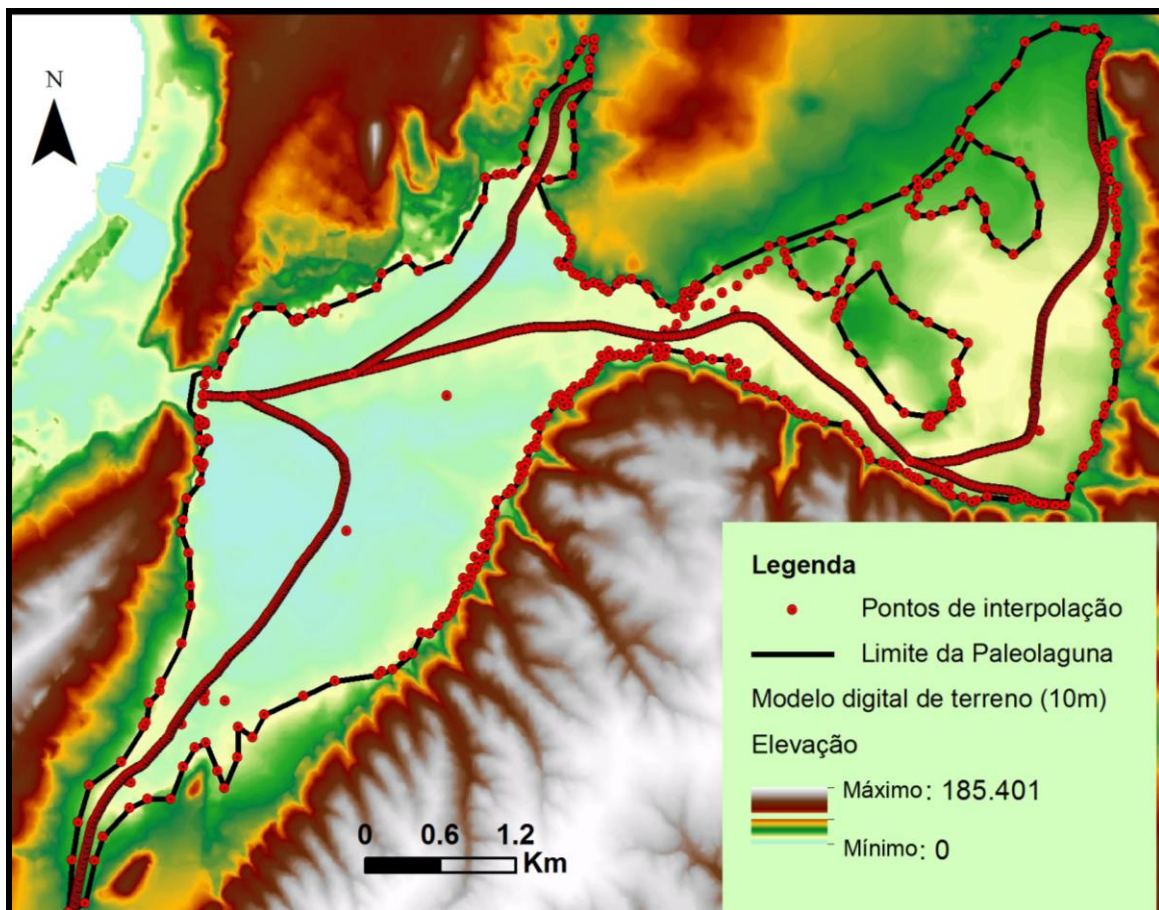 N
Legenda
Pontos de interpolação
Limite da Paleolaguna
Modelo digital de terreno (10m)
Elevação
Máximo: 185.401
Mínimo: 0
0 0.6 1.2
Km